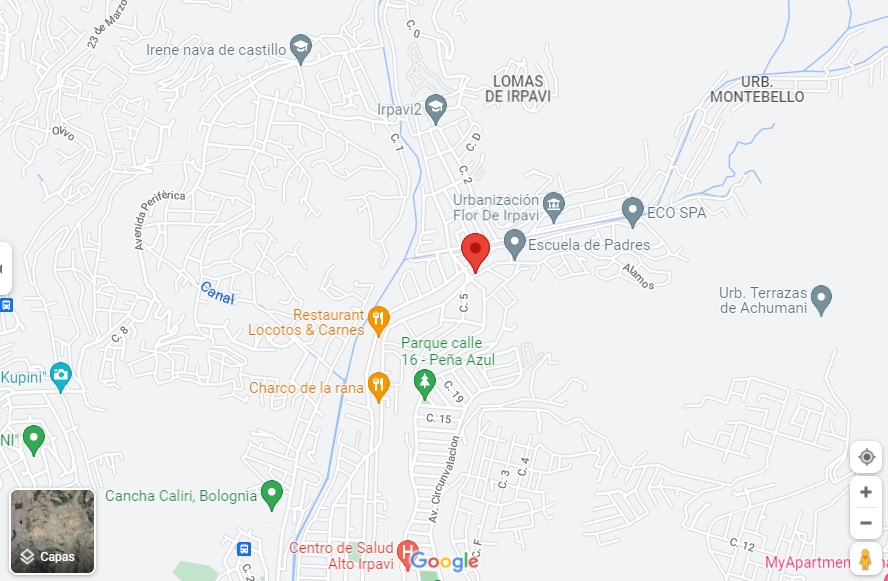 23 de Marzo
C. 0
Irene nava de castillo
LOMAS
DE IRPAVI
URB.
MONTEBELLO
Irpavi2
Olivo
C. 1
C. D
C. 2
Avenida Periférica
Urbanización
Flor De Irpavi
ECO SPA
Escuela de Padres
Alamos
Canal
C. 5
Urb. Terrazas
de Achumani
Restaurant
Locotos & Carnes
C. 8
Parque calle
16 - Peña Azul
Kupini"
Charco de la rana
C. 19
C. 15
NI"
Av. Circunvalacion
C. 3
C. 4
Cancha Caliri, Bolognia
Capas
Centro de Salud
Alto Irpavi
H
Google
C. F
C. 12
C. 2
MyApartment